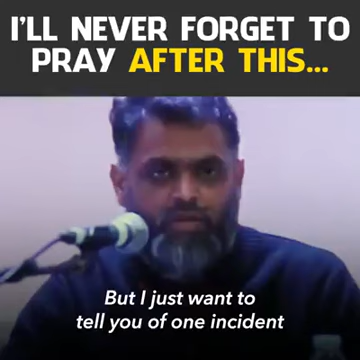 I'LL NEVER FORGET TO
PRAY AFTER THIS...
But I just want to
tell you of one incident